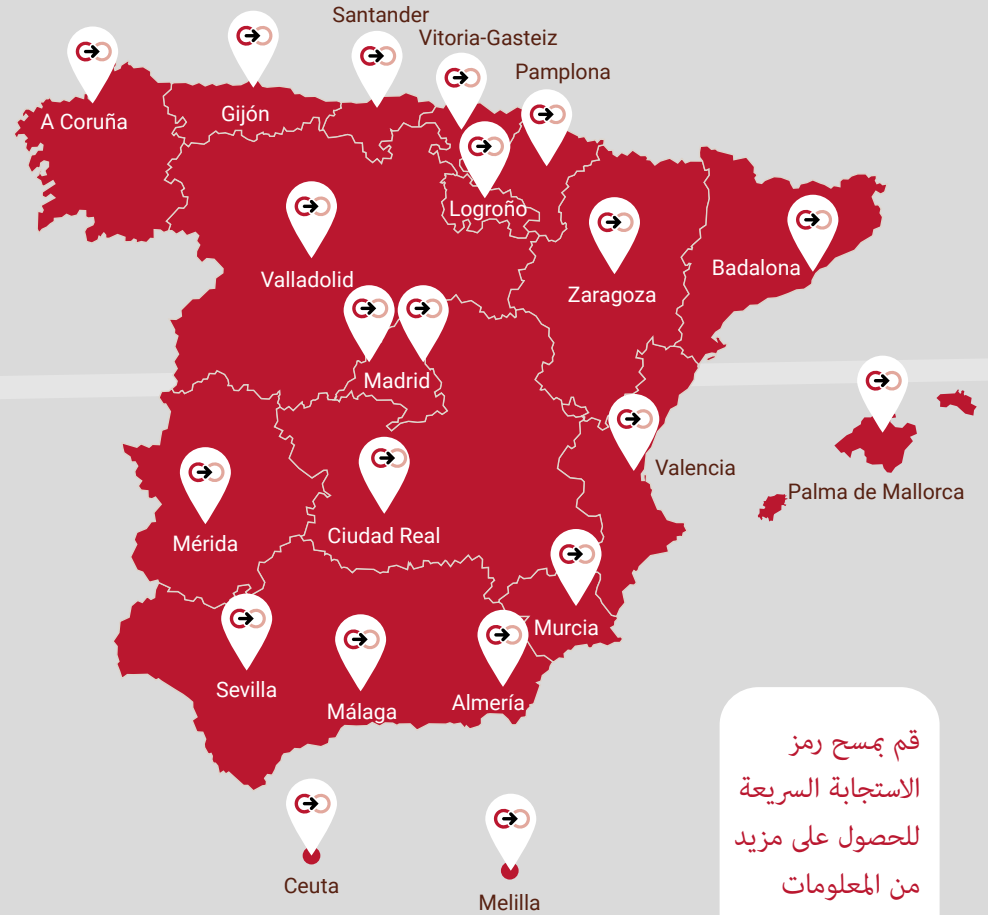 Santander
Vitoria-Gasteiz
Pamplona
A Coruña
Gijón
Logroño
Valladolid
Zaragoza
Badalona
Madrid
Valencia
Palma de Mallorca
Mérida
Ciudad Real
Murcia
Sevilla
Málaga
Almería
قم بمسح رمز
الاستجابة السريعة
للحصول على مزيد
من المعلومات
Ceuta
Melilla